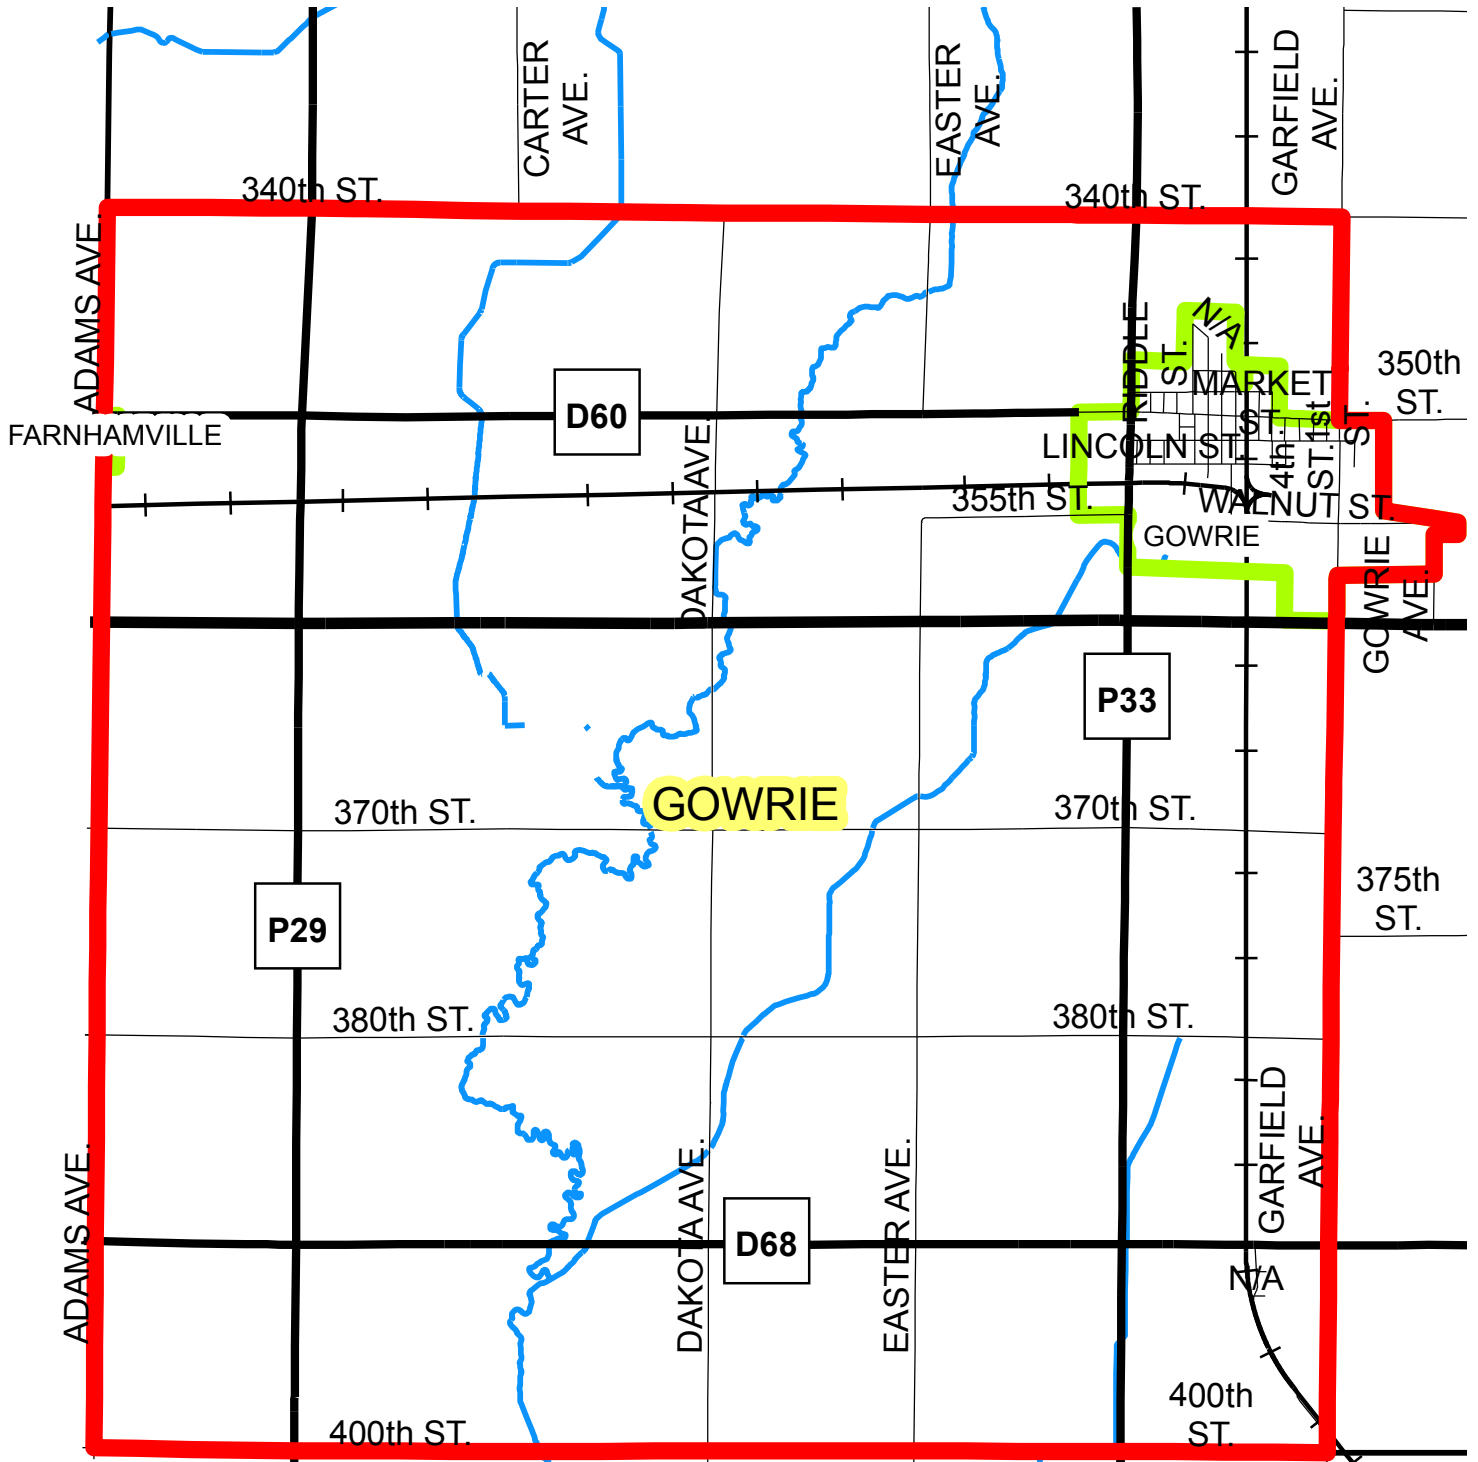 CARTER
AVE.
EASTER
AVE.
GARFIELD
AVE.
340th ST.
340th ST.
ADAMS AVE.
N/A
RIDDLE
ST.
MARKET
ST.
350th
ST.
D60
FARNHAMVILLE
DAKOTA AVE.
LINCOLN ST.
4th
ST.
1st
ST.
355th ST.
WALNUT ST.
GOWRIE
GOWRIE
AVE.
P33
GOWRIE
370th ST.
370th ST.
375th
ST.
P29
380th ST.
380th ST.
GARFIELD
AVE.
ADAMS AVE.
DAKOTA AVE.
D68
EASTER AVE.
N/A
400th ST.
400th
ST.